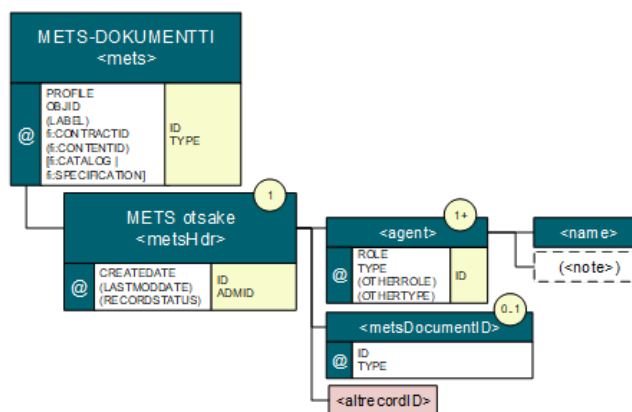 METS-DOKUMENTTI
<mets>
@
PROFILE
OBJID
(LABEL)
fi:CONTRACTID
(fi:CONTENTID)
[fi:CATALOG |
fi:SPECIFICATION]
ID
TYPE
1
METS otsake
<metsHdr>
@
CREATEDATE
(LASTMODDATE)
(RECORDSTATUS)
ID
ADMID
1+
<agent>
@
ROLE
TYPE
(OTHERROLE)
(OTHERTYPE)
ID
<name>
(<note>)
0..1
<metsDocumentID>
@
ID
TYPE
<altrecordID>